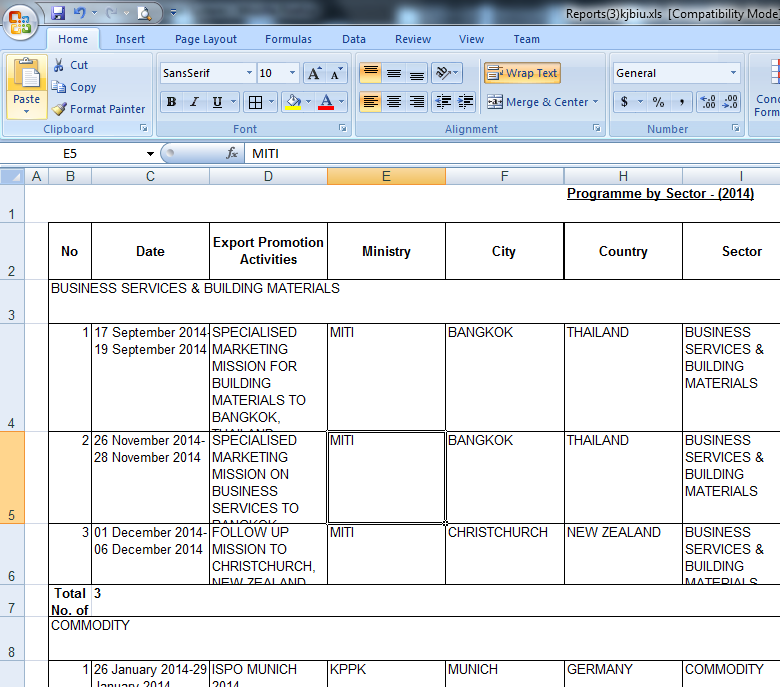 Reports(3)kjbiu.xls [Compatibility Mode]
Home Insert Page Layout Formulas Data Review View Team
Paste
Cut
Copy
Format Painter
Clipboard
SansSerif 10 A A
B I U A
Font
Wrap Text
Merge & Center
Alignment
General
$ % , .00 .00
Number
E5 fx MITI
A B C D E F G H I
1 Programme by Sector - (2014)
2 No Date Export Promotion Activities Ministry City Country Sector
3 BUSINESS SERVICES & BUILDING MATERIALS
4
1 17 September 2014- SPECIALISED MITI BANGKOK THAILAND BUSINESS
19 September 2014 MARKETING SERVICES &
MISSION FOR BUILDING
BUILDING MATERIALS
MATERIALS TO
BANGKOK,
THAILAND
5
2 26 November 2014- SPECIALISED MITI BANGKOK THAILAND BUSINESS
28 November 2014 MARKETING SERVICES &
MISSION ON BUILDING
BUSINESS MATERIALS
SERVICES TO
BANGKOK
6
3 01 December 2014- FOLLOW UP MITI CHRISTCHURCH NEW ZEALAND BUSINESS
06 December 2014 MISSION TO SERVICES &
CHRISTCHURCH, BUILDING
NEW ZEALAND MATERIALS
7 Total 3
No. of
8 COMMODITY
1 26 January 2014-29 ISPO MUNICH KPPK MUNICH GERMANY COMMODITY
January 2014 2014